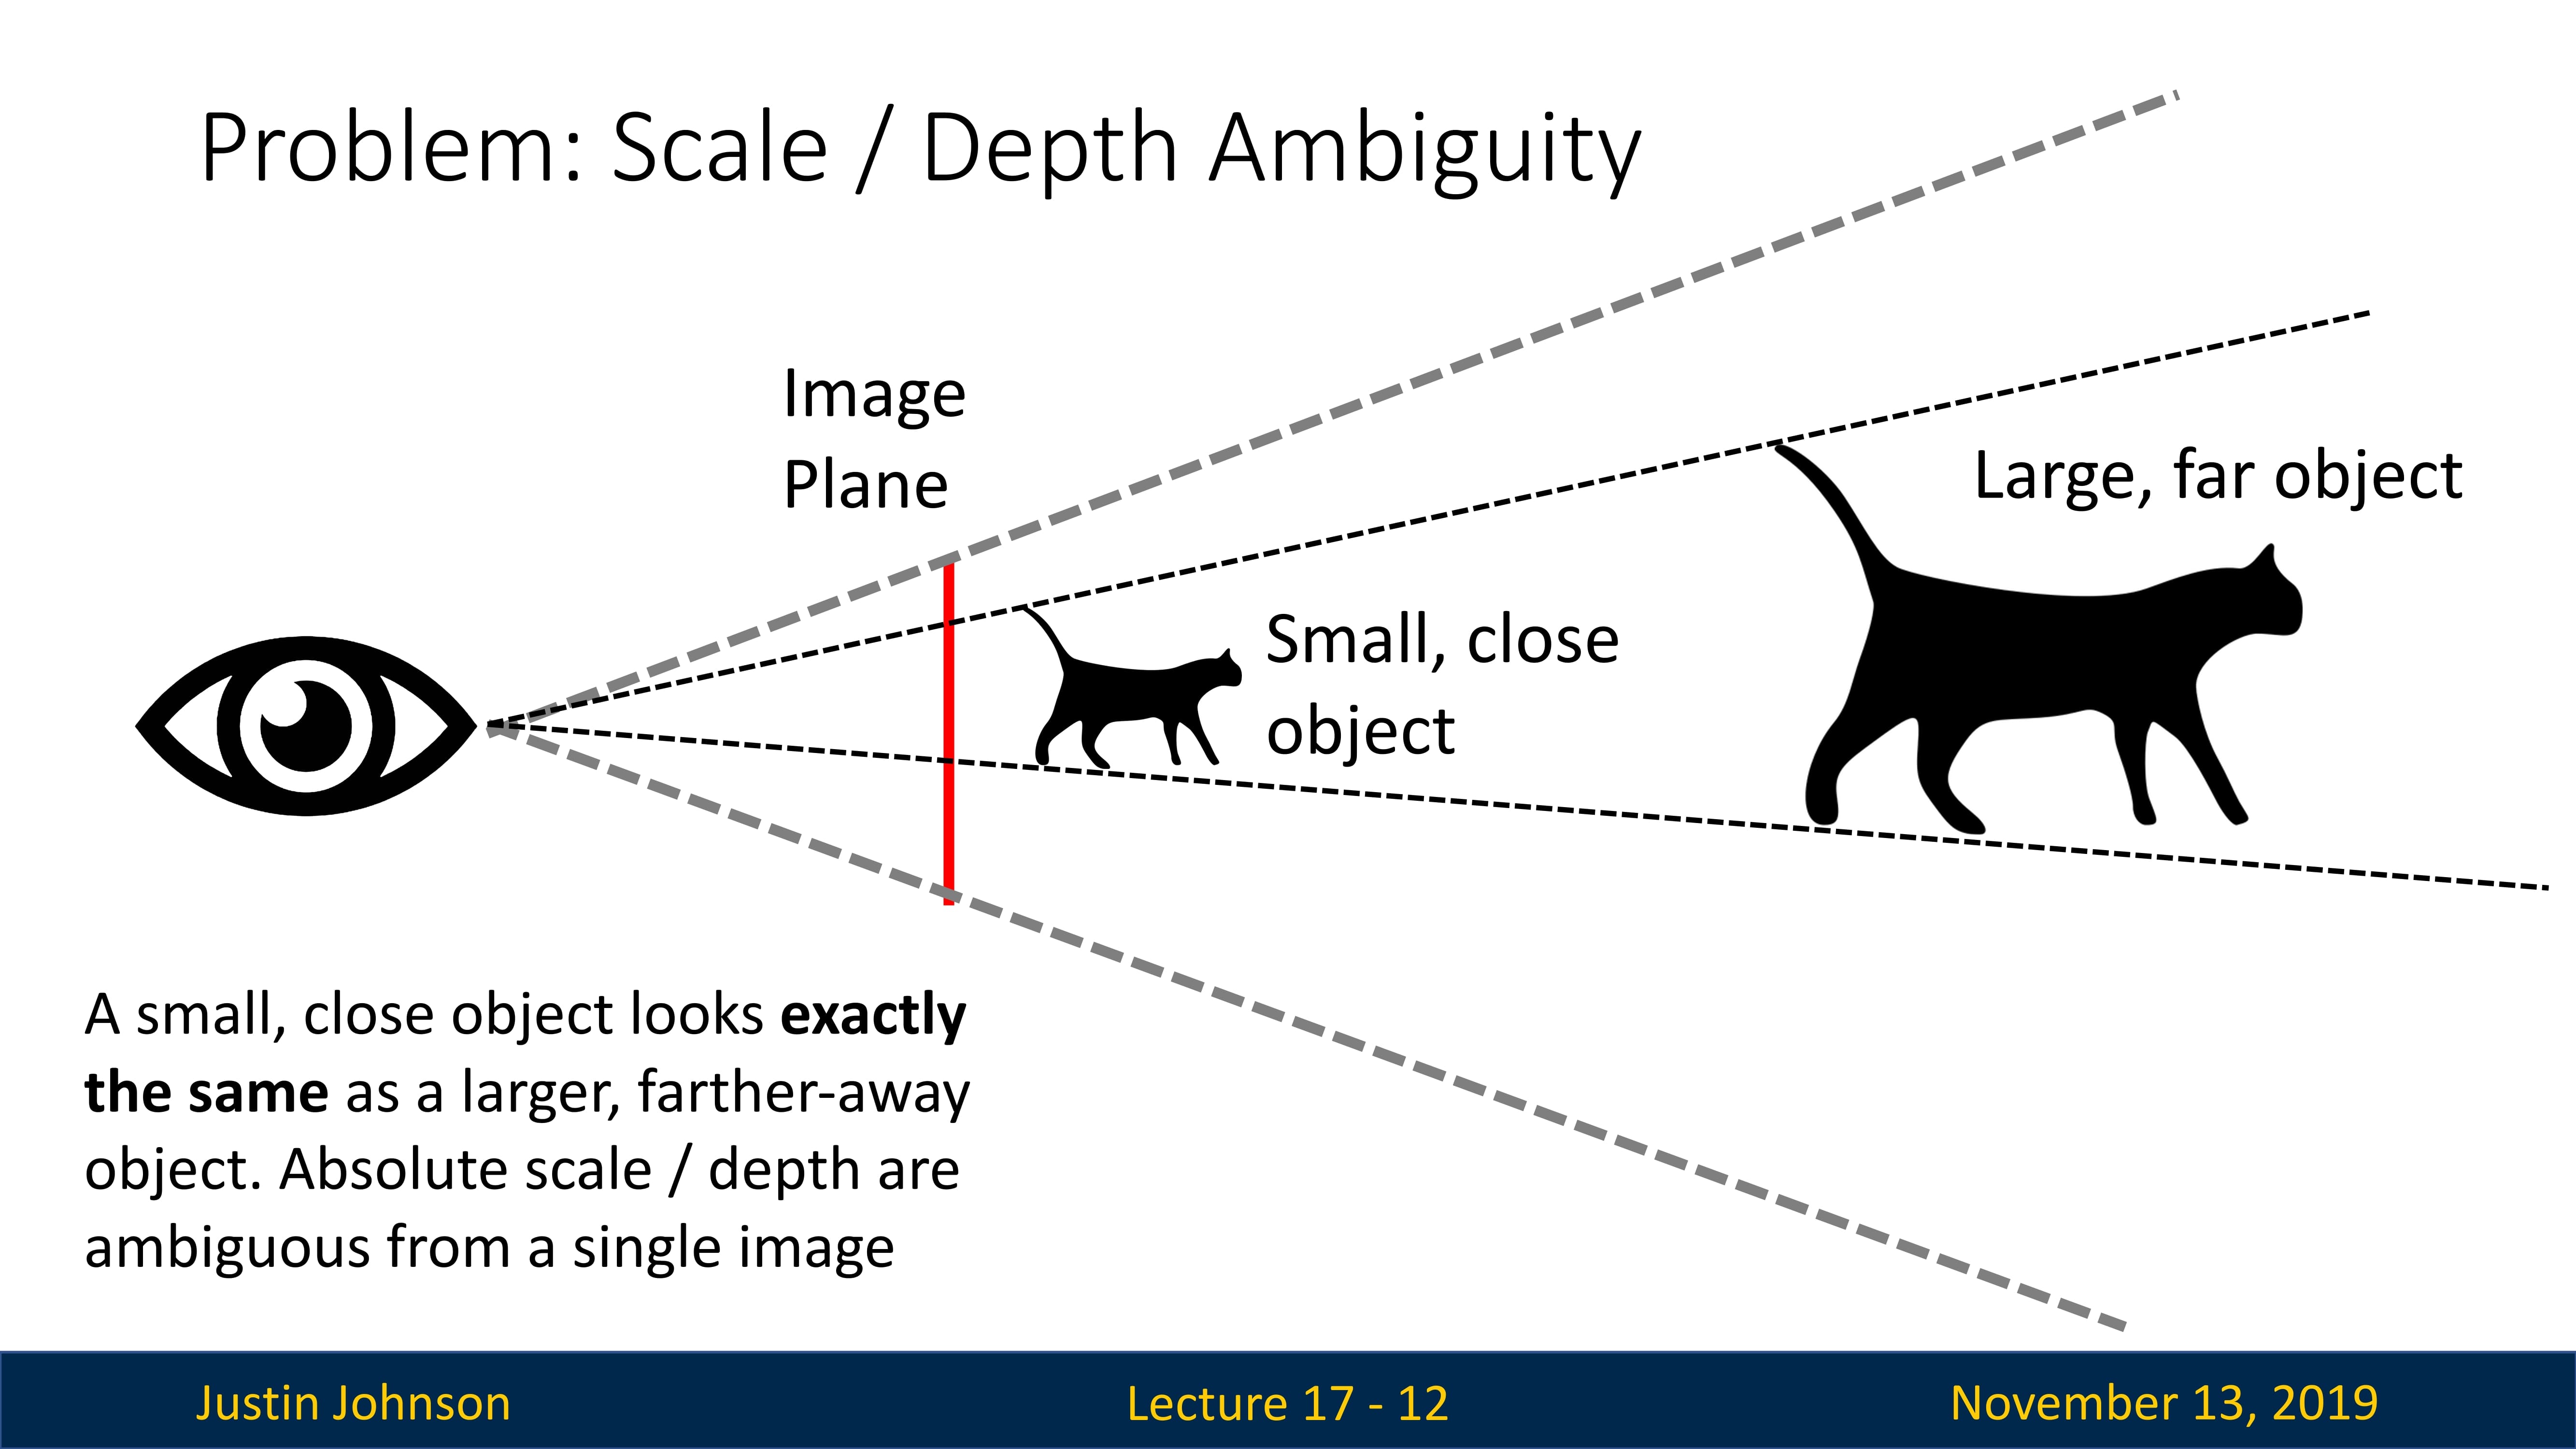 Problem: Scale / Depth Ambiguity
Image
Plane
Large, far object
Small, close
object
A small, close object looks exactly
the same as a larger, farther-away
object. Absolute scale / depth are
ambiguous from a single image
Justin Johnson
Lecture 17 - 12
November 13, 2019